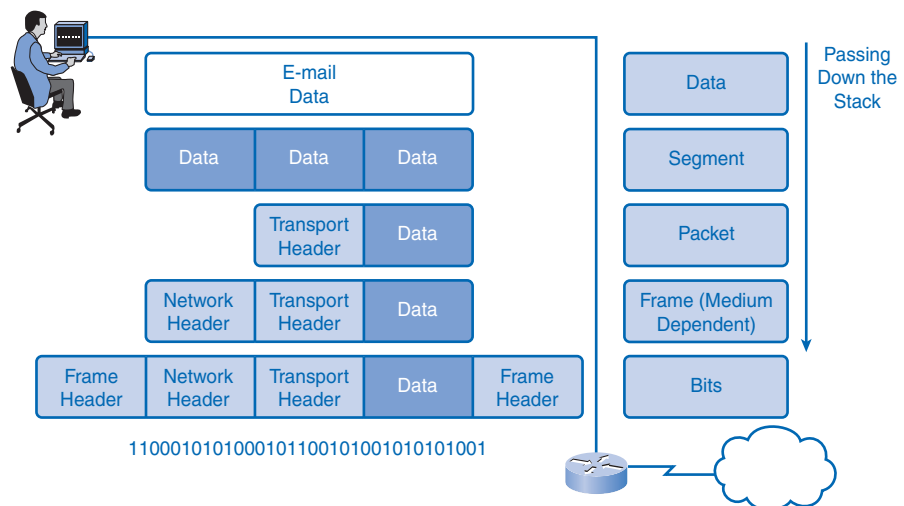 E-mail
Data
Data
Passing
Down the
Stack
Data Data Data
Segment
Transport
Header
Data
Packet
Network
Header
Transport
Header
Data
Frame (Medium
Dependent)
Frame
Header
Network
Header
Transport
Header
Data
Frame
Header
Bits
1100010101000101100101001010101001